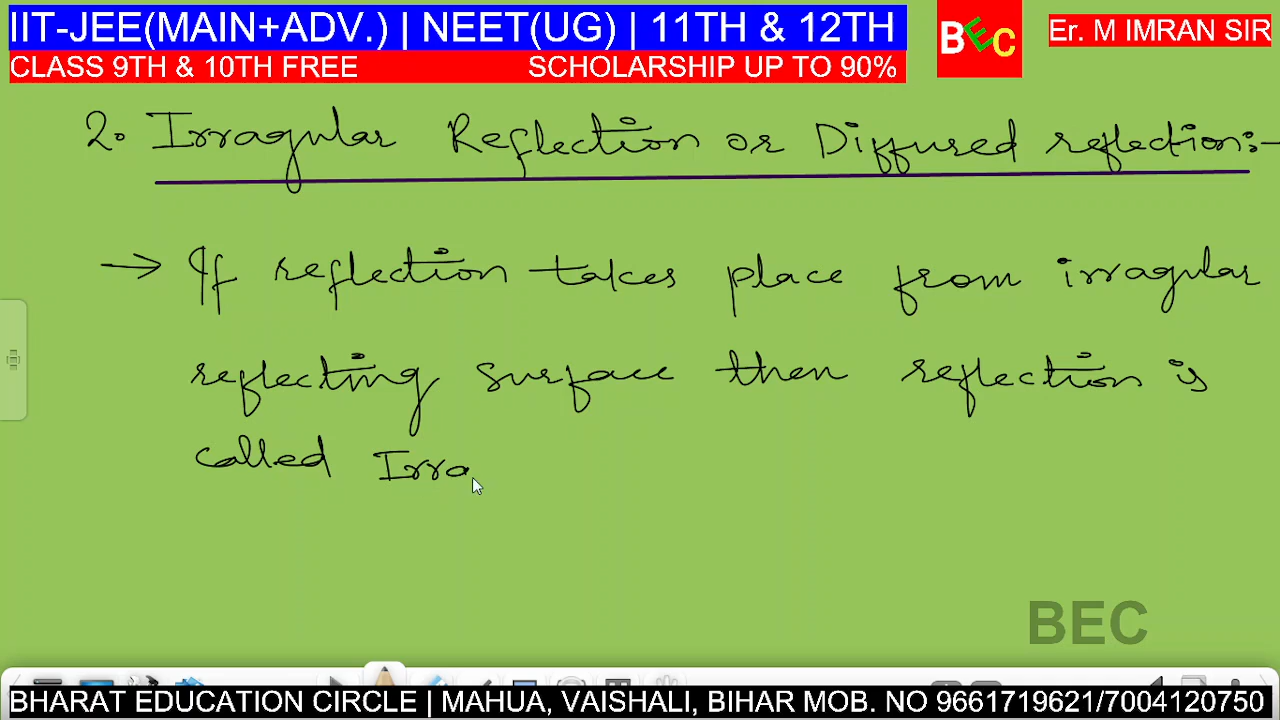 IIT-JEE(MAIN+ADV.) | NEET(UG) | 11TH & 12TH
CLASS 9TH & 10TH FREE SCHOLARSHIP UP TO 90%
BEC
Er. M IMRAN SIR
2. Irragular Reflection or Diffured reflection:-
→ If reflection takes place from irragular
reflecting surface then reflection is
called Irra
BEC
BHARAT EDUCATION CIRCLE | MAHUA, VAISHALI, BIHAR MOB. NO 9661719621/7004120750